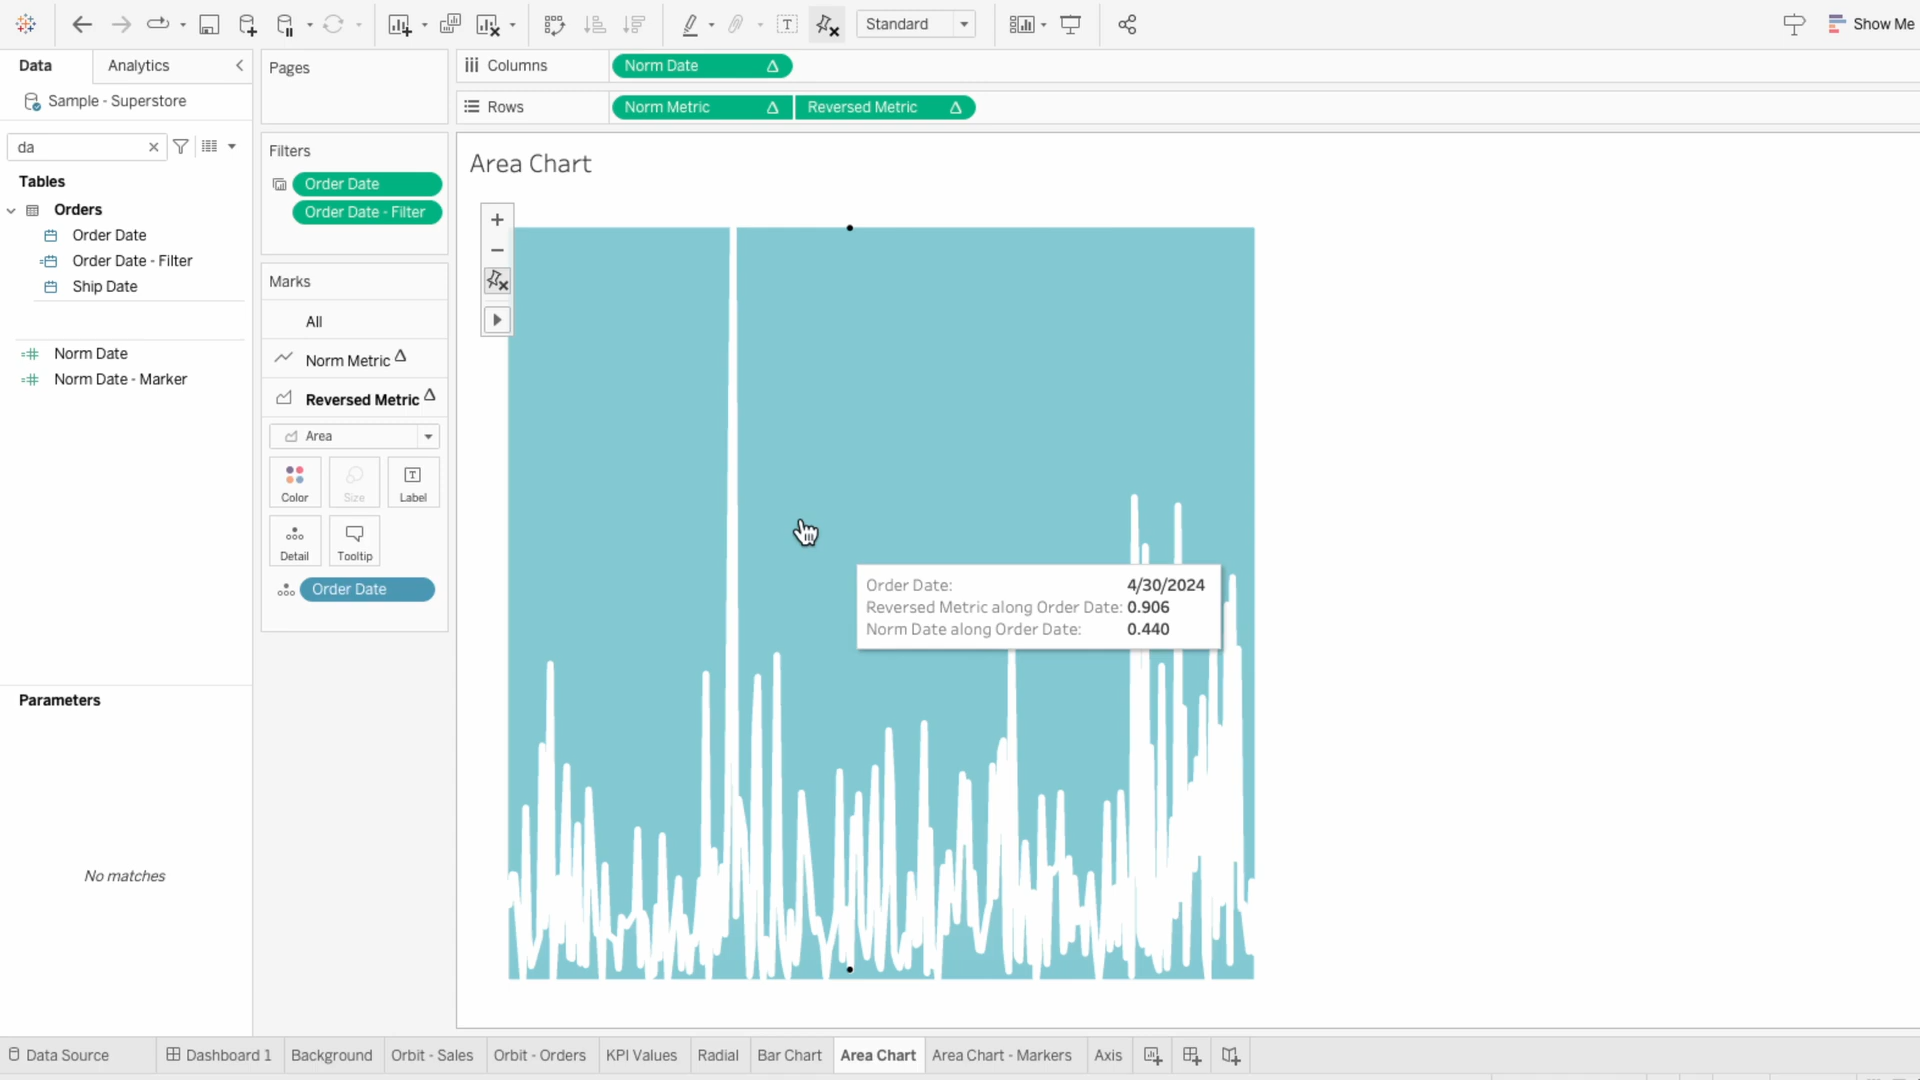 Standard
Show Me
Data
Analytics
Pages
Columns
Norm Date
Sample - Superstore
Rows
Norm Metric
Reversed Metric
da
Filters
Order Date
Order Date - Filter
Tables
Orders
Order Date
Order Date - Filter
Ship Date
Norm Date
Norm Date - Marker
Marks
All
Norm Metric
Reversed Metric
Area
Color
Size
Label
Detail
Tooltip
Order Date
Area Chart
Order Date: 4/30/2024
Reversed Metric along Order Date: 0.906
Norm Date along Order Date: 0.440
Parameters
No matches
Data Source
Dashboard 1
Background
Orbit - Sales
Orbit - Orders
KPI Values
Radial
Bar Chart
Area Chart
Area Chart - Markers
Axis